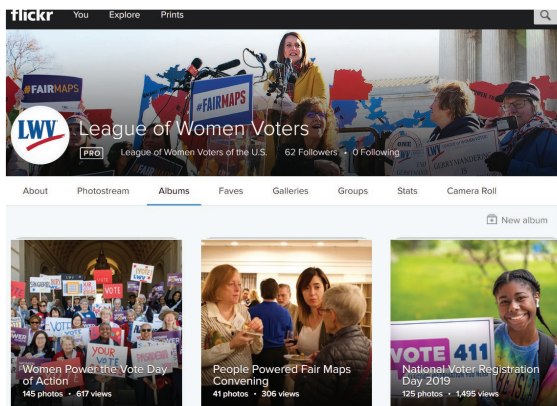 flickr You Explore Prints
#FAIRMAPS
#FAIRMAPS
LWV
League of Women Voters
PRO League of Women Voters of the U.S. 62 Followers • 0 Following
About Photostream Albums Faves Galleries Groups Stats Camera Roll
New album
VOTE
VOTE
YOUR VOTE
VOTE 411
Women Power the Vote Day of Action
145 photos • 617 views
People Powered Fair Maps Convening
41 photos • 306 views
National Voter Registration Day 2019
125 photos • 1,495 views